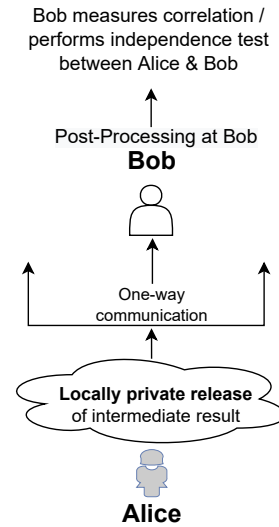 Bob measures correlation /
performs independence test
between Alice & Bob
Post-Processing at Bob
Bob
One-way
communication
Locally private release
of intermediate result
Alice